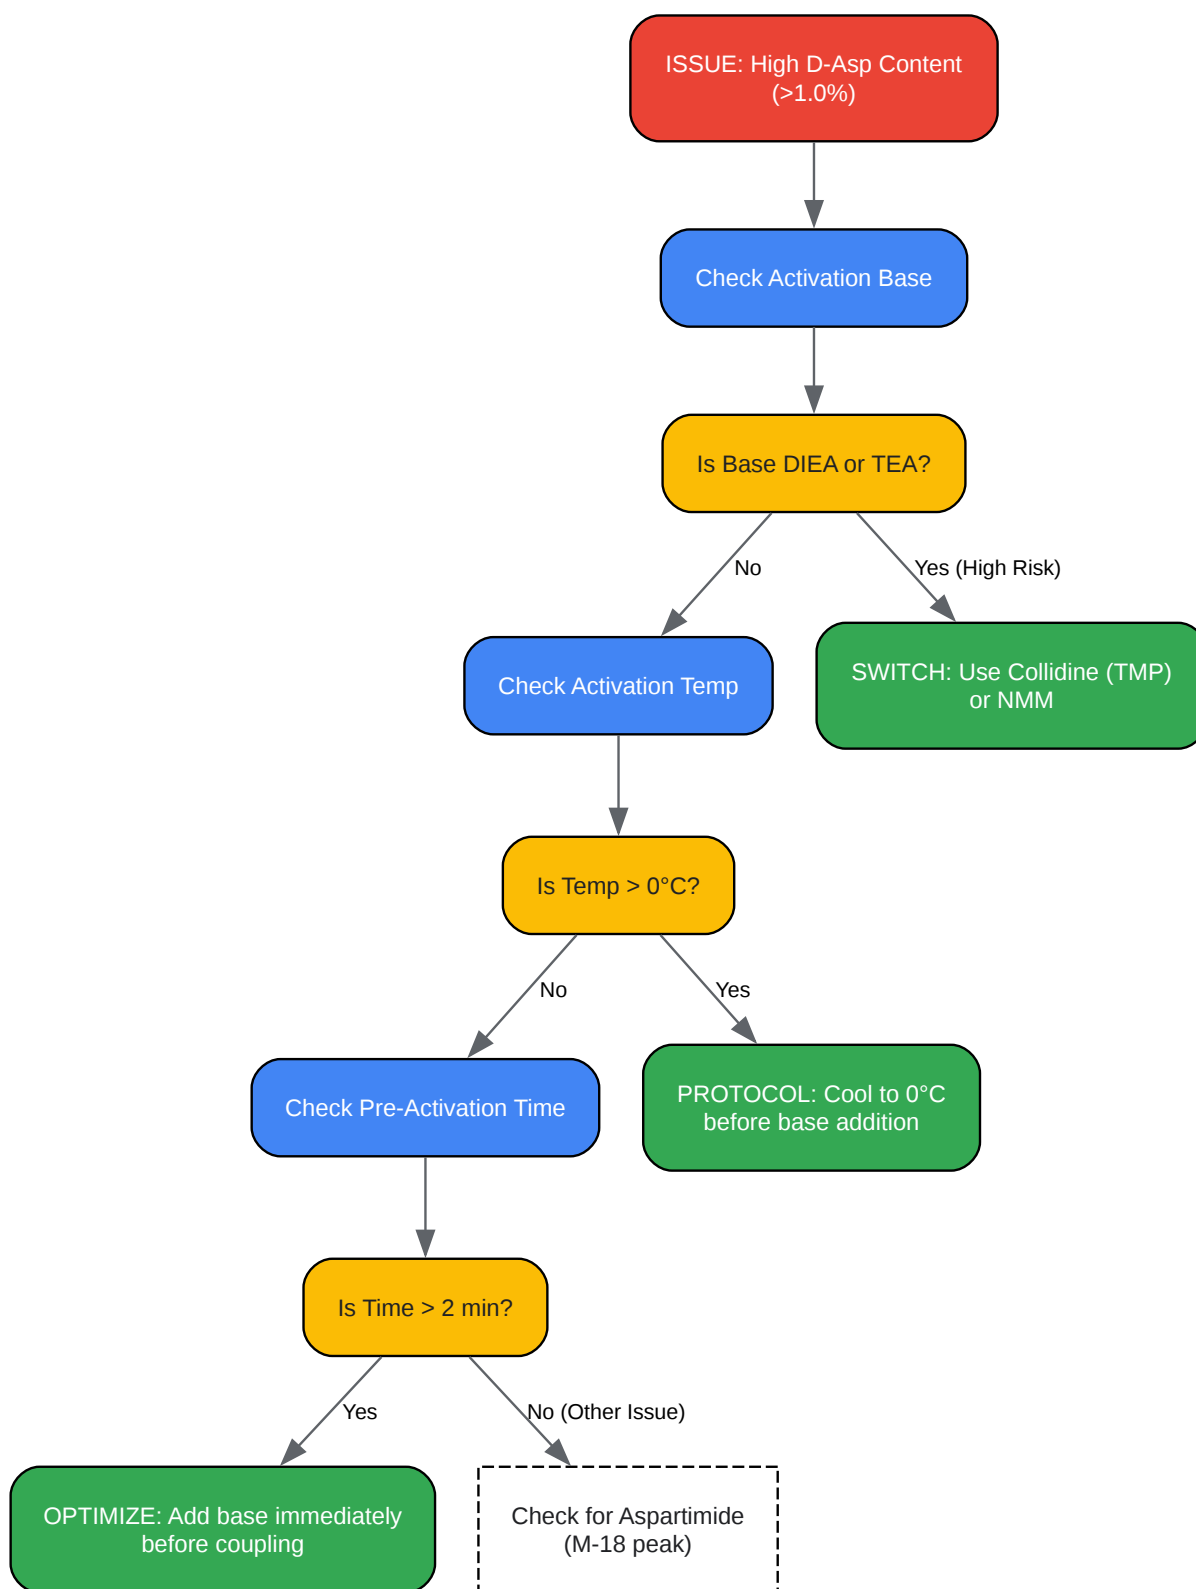 ISSUE: High D-Asp Content
(>1.0%)
Check Activation Base
Is Base DIEA or TEA?
No
Yes (High Risk)
Check Activation Temp
SWITCH: Use Collidine (TMP)
or NMM
Is Temp > 0°C?
No
Yes
Check Pre-Activation Time
PROTOCOL: Cool to 0°C
before base addition
Is Time > 2 min?
Yes
No (Other Issue)
OPTIMIZE: Add base immediately
before coupling
Check for Aspartimide
(M-18 peak)